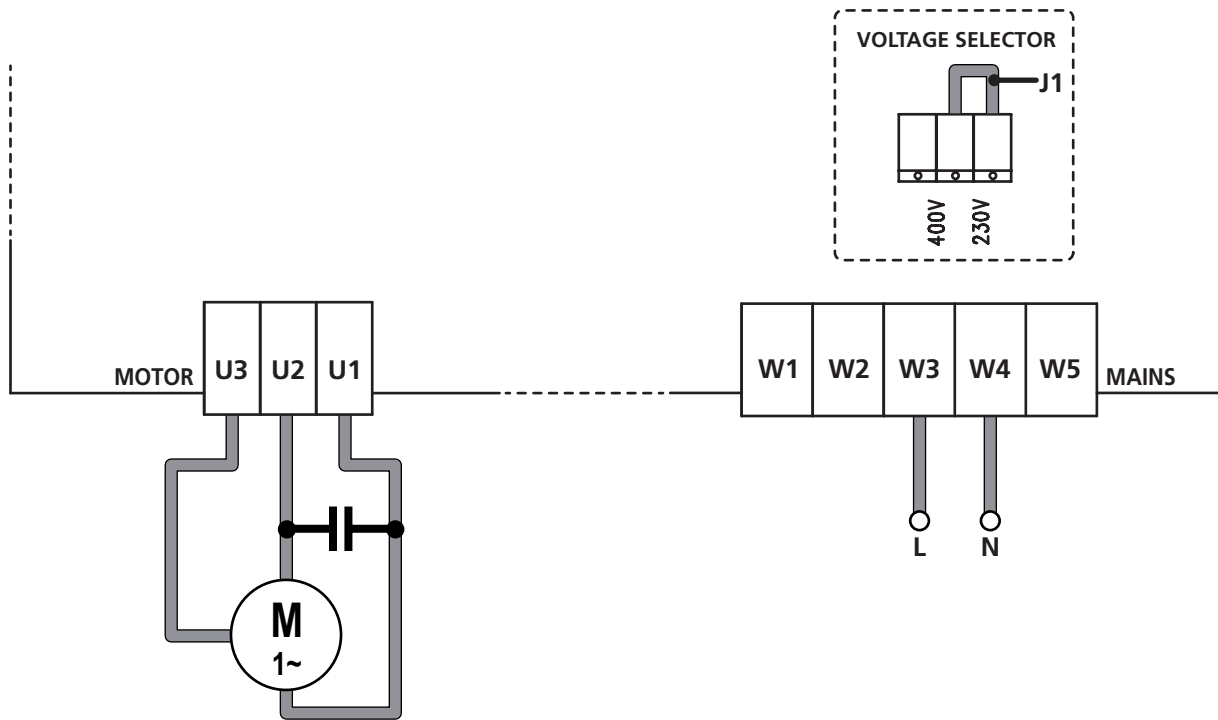 VOLTAGE SELECTOR
J1
400V
230V
MOTOR
U3
U2
U1
W1
W2
W3
W4
W5
MAINS
L
N
M
1~